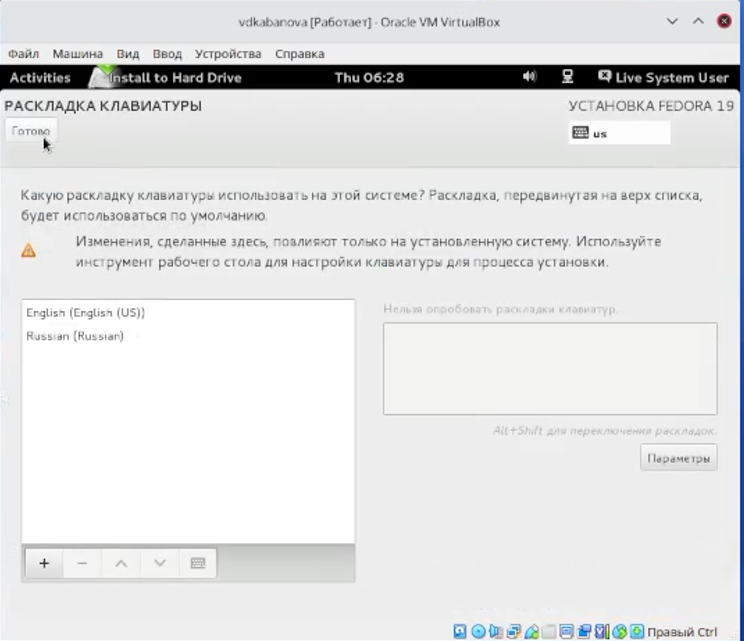 vdkabanova [Работает] - Oracle VM VirtualBox
Файл Машина Вид Ввод Устройства Справка
Activities Install to Hard Drive Thu 06:28 Live System User
РАСКЛАДКА КЛАВИАТУРЫ УСТАНОВКА FEDORA 19
Готово us
Какую раскладку клавиатуры использовать на этой системе? Раскладка, передвинутая на верх списка,
будет использоваться по умолчанию.
Изменения, сделанные здесь, повлияют только на установленную систему. Используйте
инструмент рабочего стола для настройки клавиатуры для процесса установки.
English (English (US))
Russian (Russian)
Нельзя опробовать раскладки клавиатур.
Alt+Shift для переключения раскладок.
Параметры
Правый Ctrl